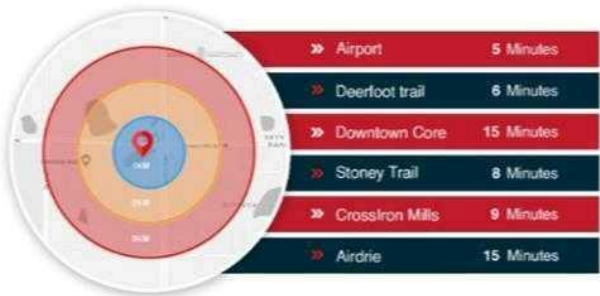 Airport 5 Minutes
Deerfoot trail 6 Minutes
Downtown Core 15 Minutes
Stoney Trail 8 Minutes
CrossIron Mills 9 Minutes
Airdrie 15 Minutes
1KM